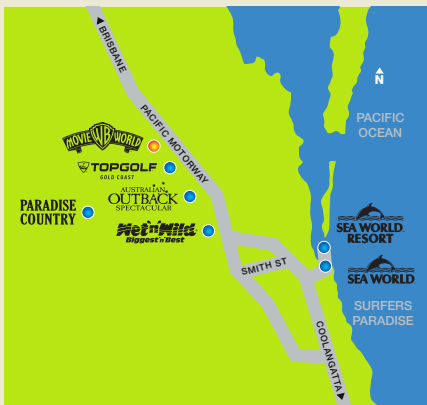 BRISBANE
N
PACIFIC MOTORWAY
PACIFIC
OCEAN
MOVIE WB WORLD
TOPGOLF
GOLD COAST
AUSTRALIAN
OUTBACK
SPECTACULAR
PARADISE
COUNTRY
Wet'n'Wild
Biggest'n'Best
SEA WORLD
RESORT
SMITH ST
SEA WORLD
SURFERS
PARADISE
COOLANGATTA